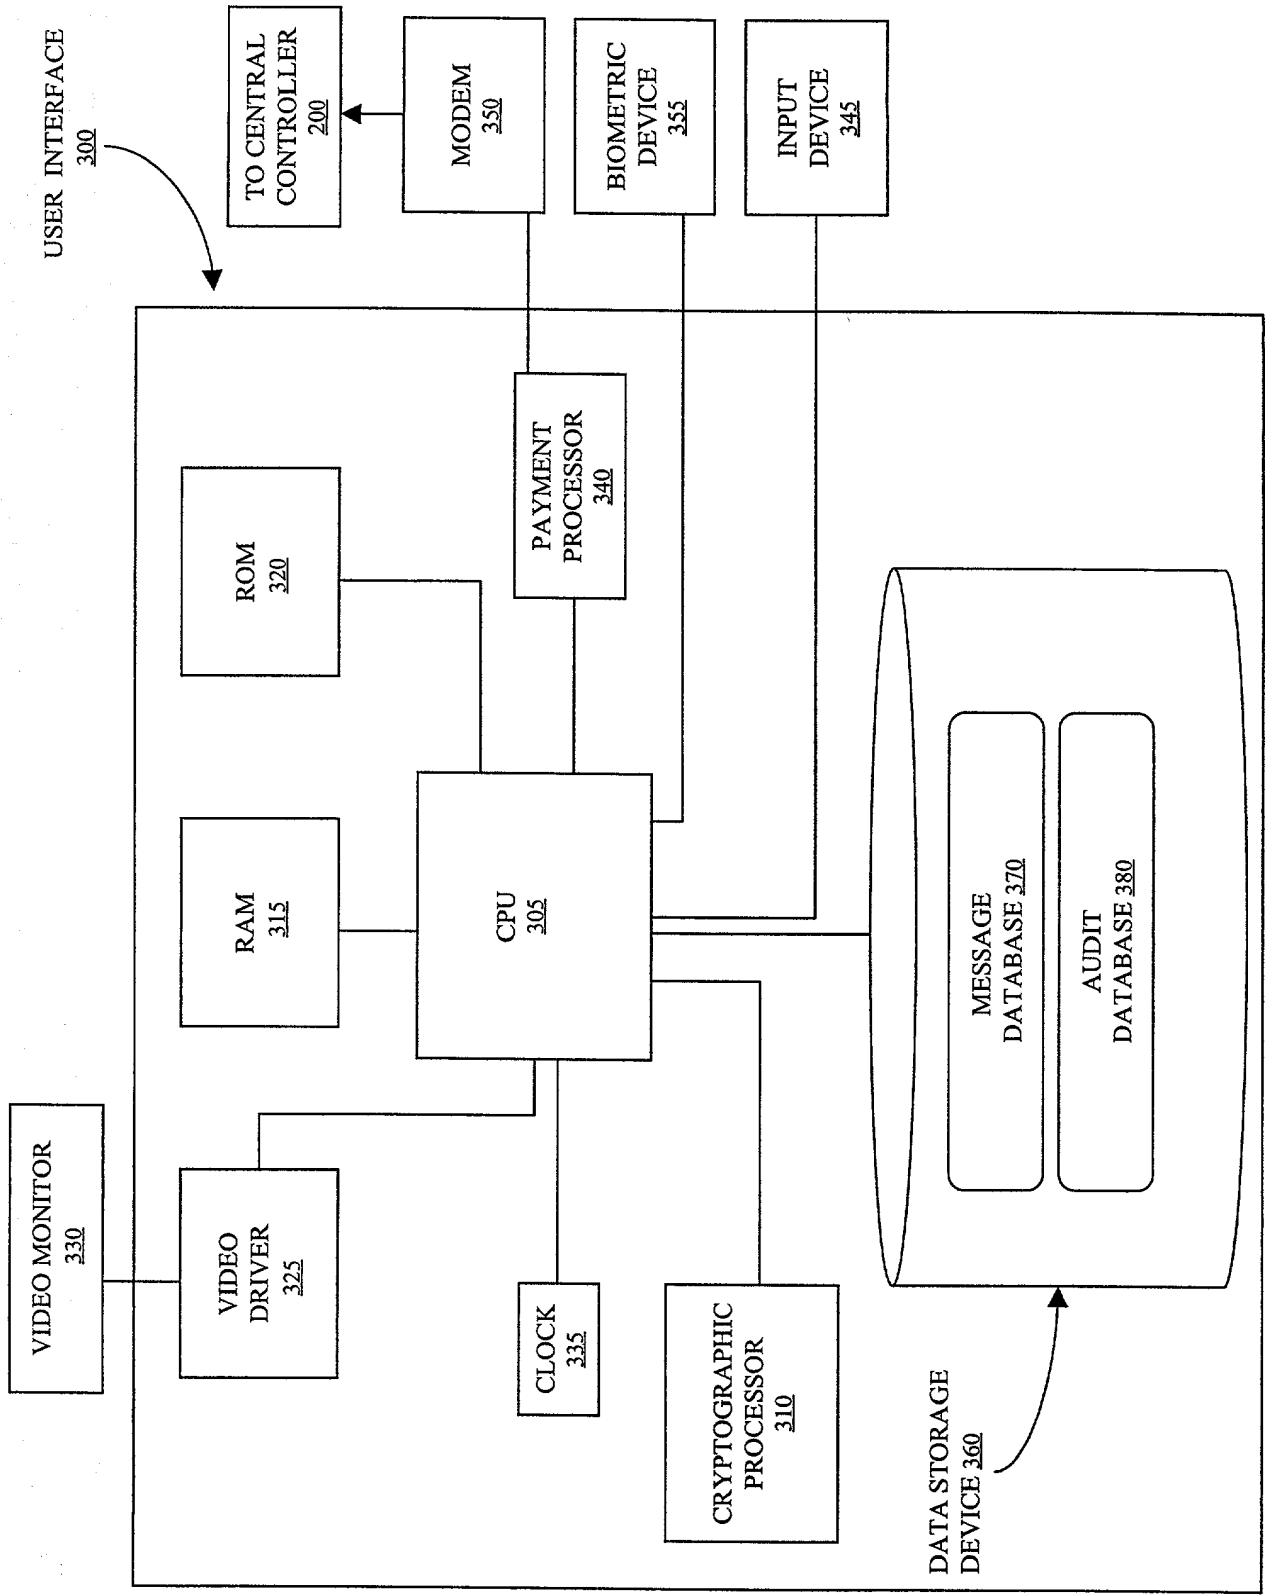 USER INTERFACE
300
TO CENTRAL
CONTROLLER
200
MODEM
350
BIOMETRIC
DEVICE
355
INPUT
DEVICE
345
VIDEO MONITOR
330
VIDEO
DRIVER
325
RAM
315
ROM
320
CLOCK
335
CPU
305
PAYMENT
PROCESSOR
340
CRYPTOGRAPHIC
PROCESSOR
310
DATA STORAGE
DEVICE 360
MESSAGE
DATABASE 370
AUDIT
DATABASE 380